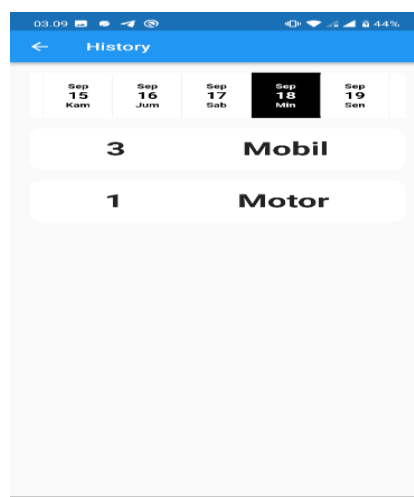 03.09 44%
History
Sep Sep Sep Sep Sep
15 16 17 18 19
Kam Jum Sab Min Sen
3 Mobil
1 Motor